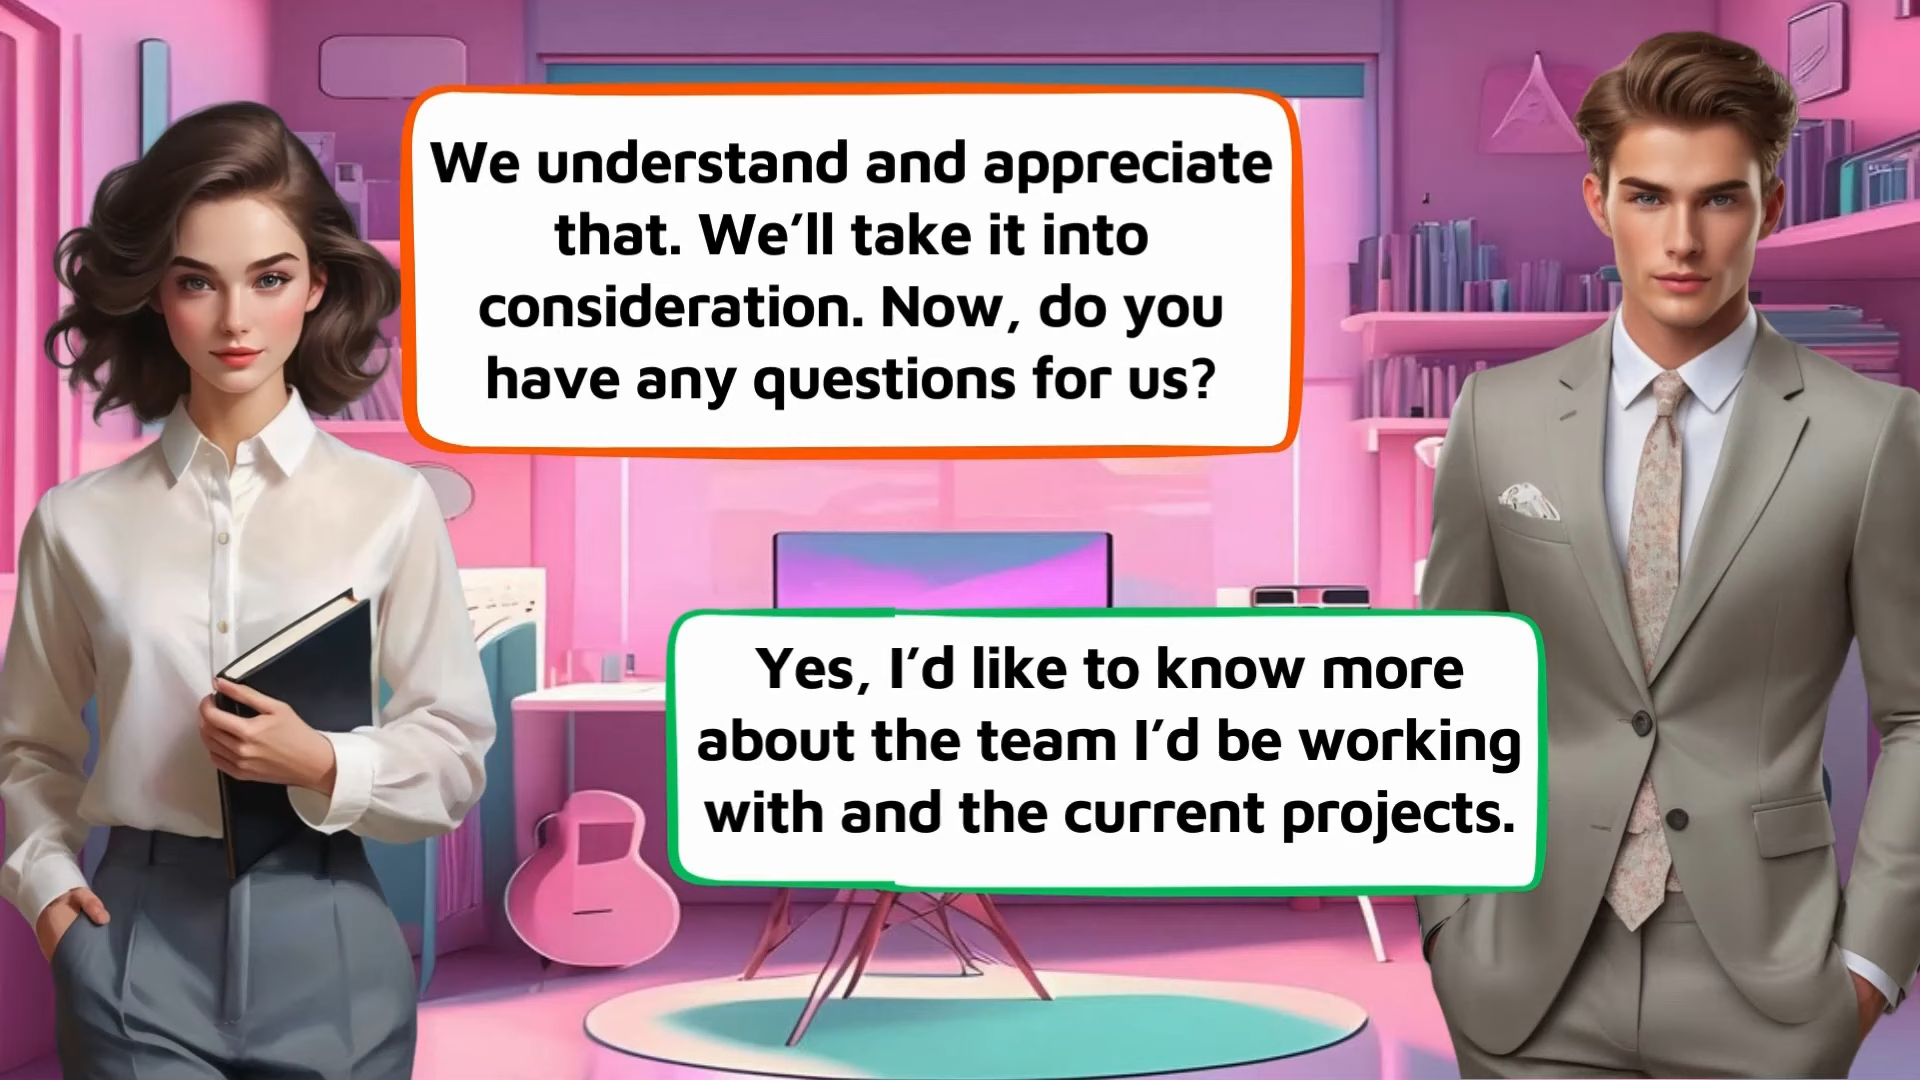 We understand and appreciate
that. We’ll take it into
consideration. Now, do you
have any questions for us?
Yes, I’d like to know more
about the team I’d be working
with and the current projects.